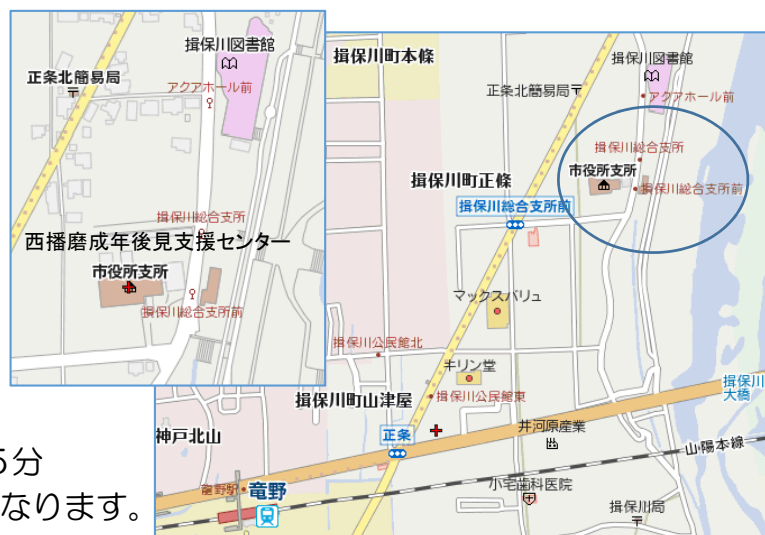 揖保川図書館
正条北簡易局
アクアホール前
揖保川総合支所
西播磨成年後見支援センター
市役所支所
揖保川総合支所前
揖保川町本條
揖保川図書館
正条北簡易局
アクアホール前
揖保川町正條
揖保川総合支所
市役所支所
揖保川総合支所前
揖保川総合支所前
マックスバリュ
揖保川公民館北
キリン堂
揖保川
大橋
揖保川町山津屋
揖保川公民館東
神戸北山
正条
井河原産業
山陽本線
5分
竜野駅
竜野
小宅歯科医院
なります。
揖保川局